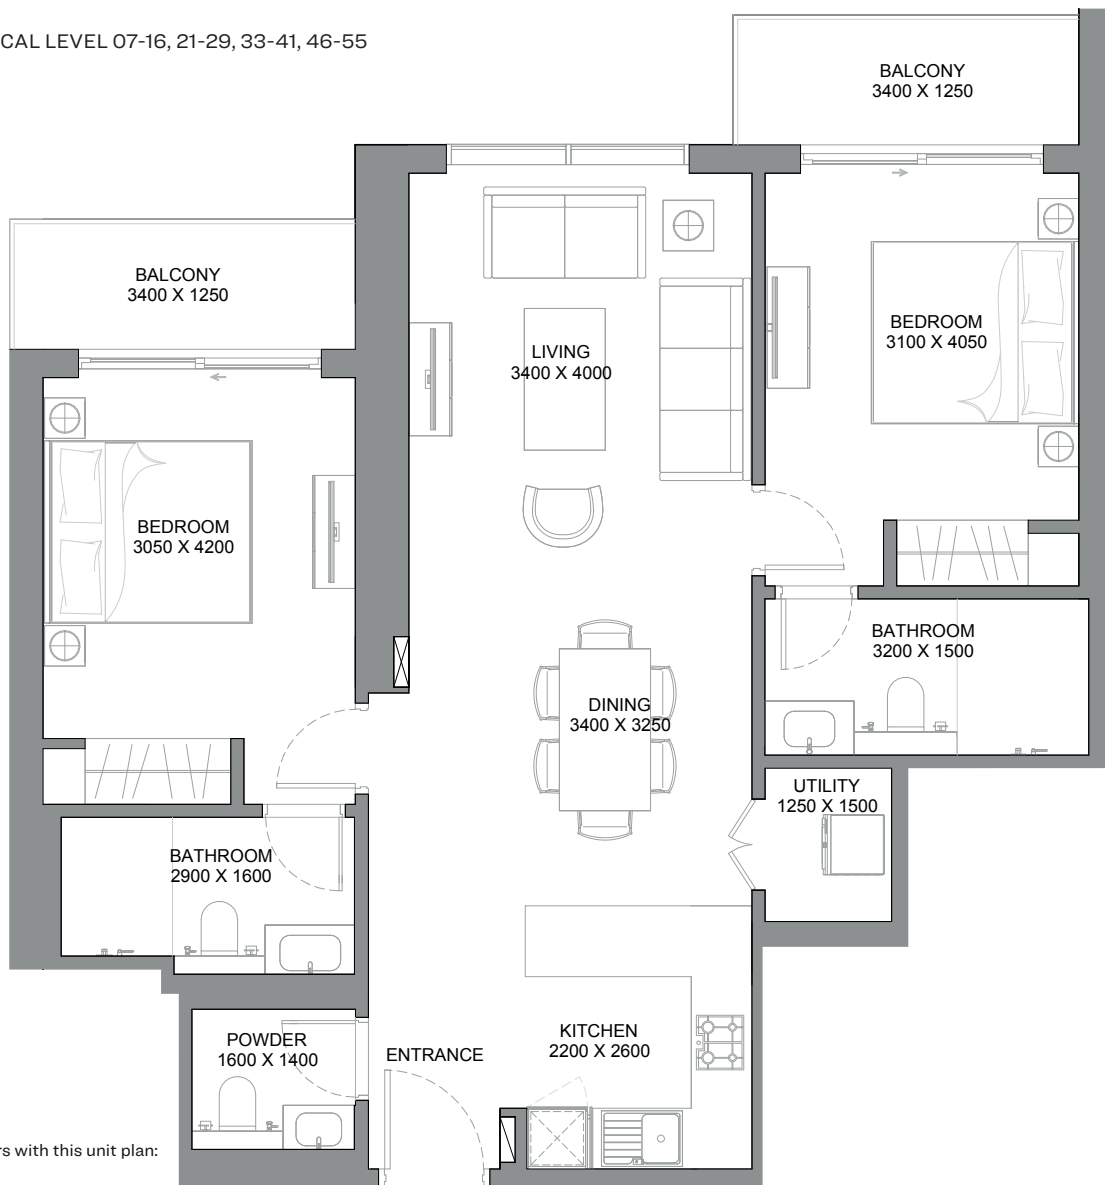 CAL LEVEL 07-16, 21-29, 33-41, 46-55
BALCONY
3400 X 1250
BALCONY
3400 X 1250
BEDROOM
3100 X 4050
LIVING
3400 X 4000
BEDROOM
3050 X 4200
BATHROOM
3200 X 1500
DINING
3400 X 3250
UTILITY
1250 X 1500
BATHROOM
2900 X 1600
POWDER
1600 X 1400
ENTRANCE
KITCHEN
2200 X 2600
rs with this unit plan: